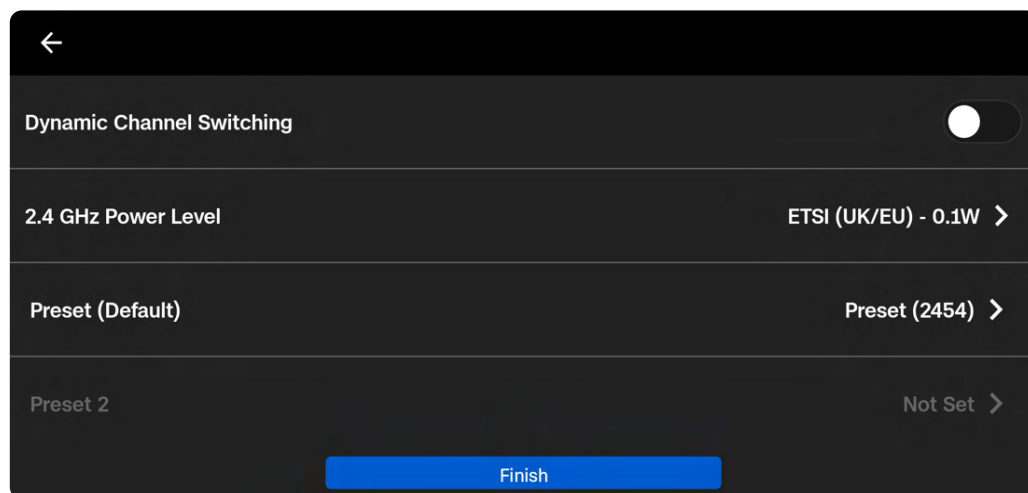 Dynamic Channel Switching
2.4 GHz Power Level ETSI (UK/EU) - 0.1W
Preset (Default) Preset (2454)
Preset 2 Not Set
Finish